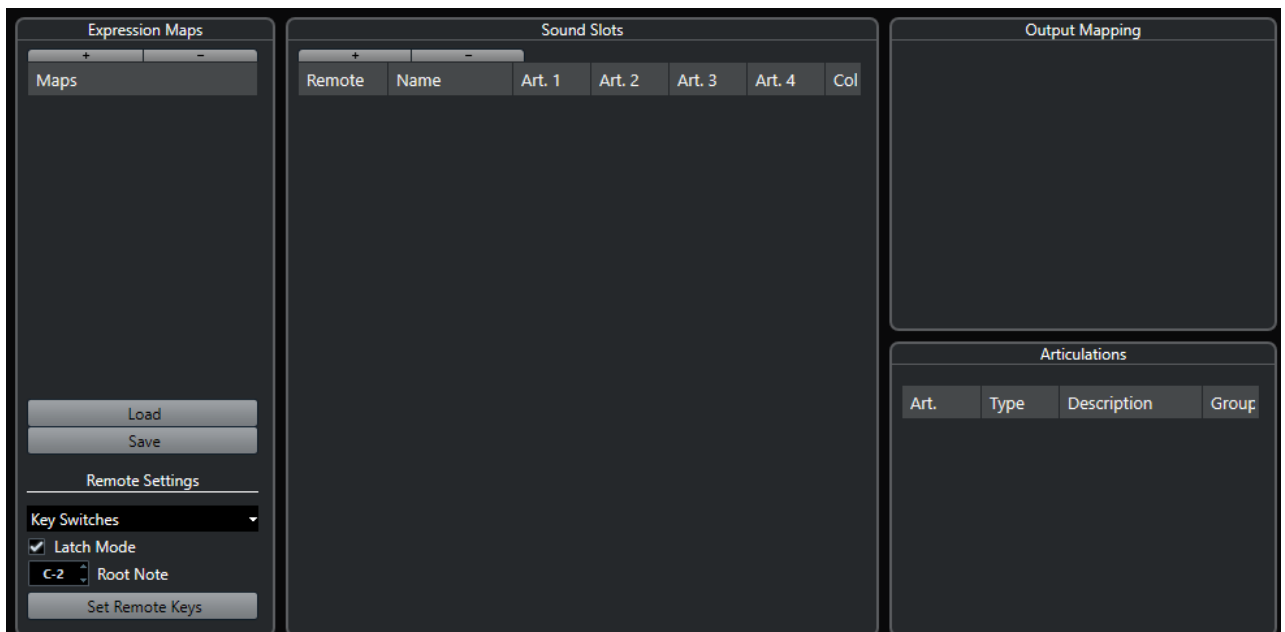 Expression Maps
+ −
Maps
Load
Save
Remote Settings
Key Switches
Latch Mode
C-2 Root Note
Set Remote Keys
Sound Slots
+ −
Remote Name Art. 1 Art. 2 Art. 3 Art. 4 Col
Output Mapping
Articulations
Art. Type Description Group